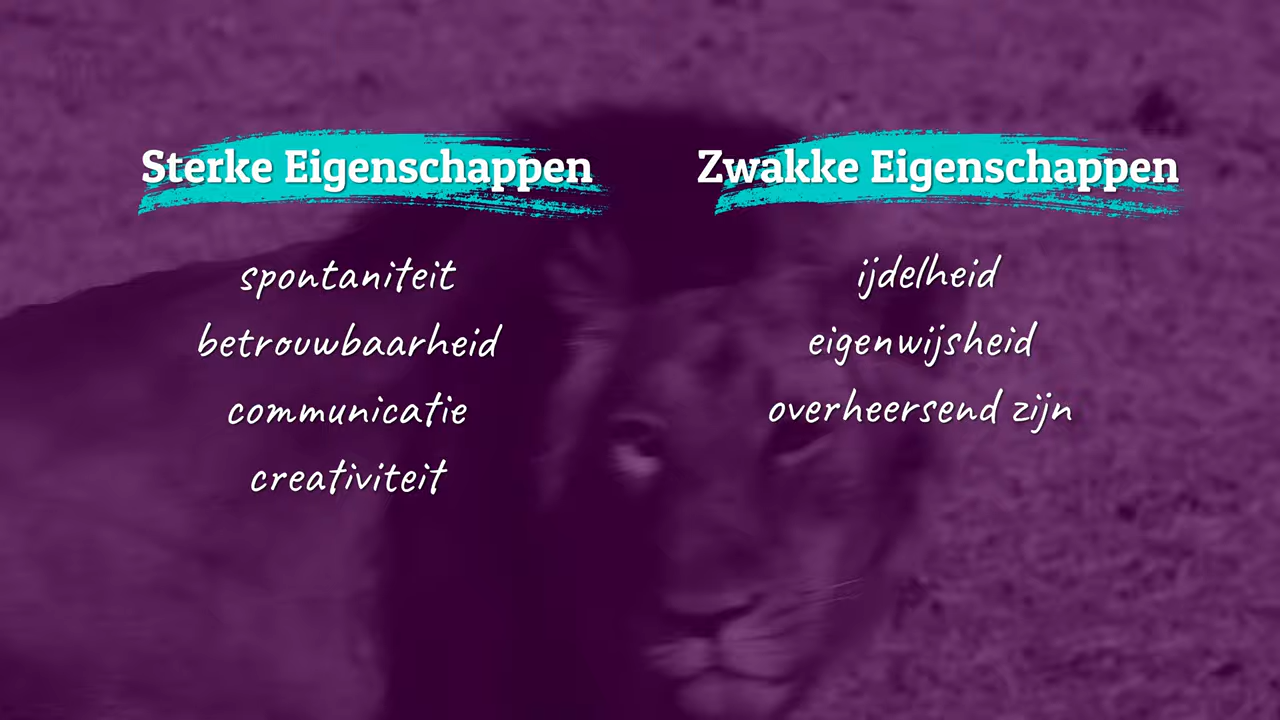 Sterke Eigenschappen
spontaniteit
betrouwbaarheid
communicatie
creativiteit
Zwakke Eigenschappen
ijdelheid
eigenwijsheid
overheersend zijn